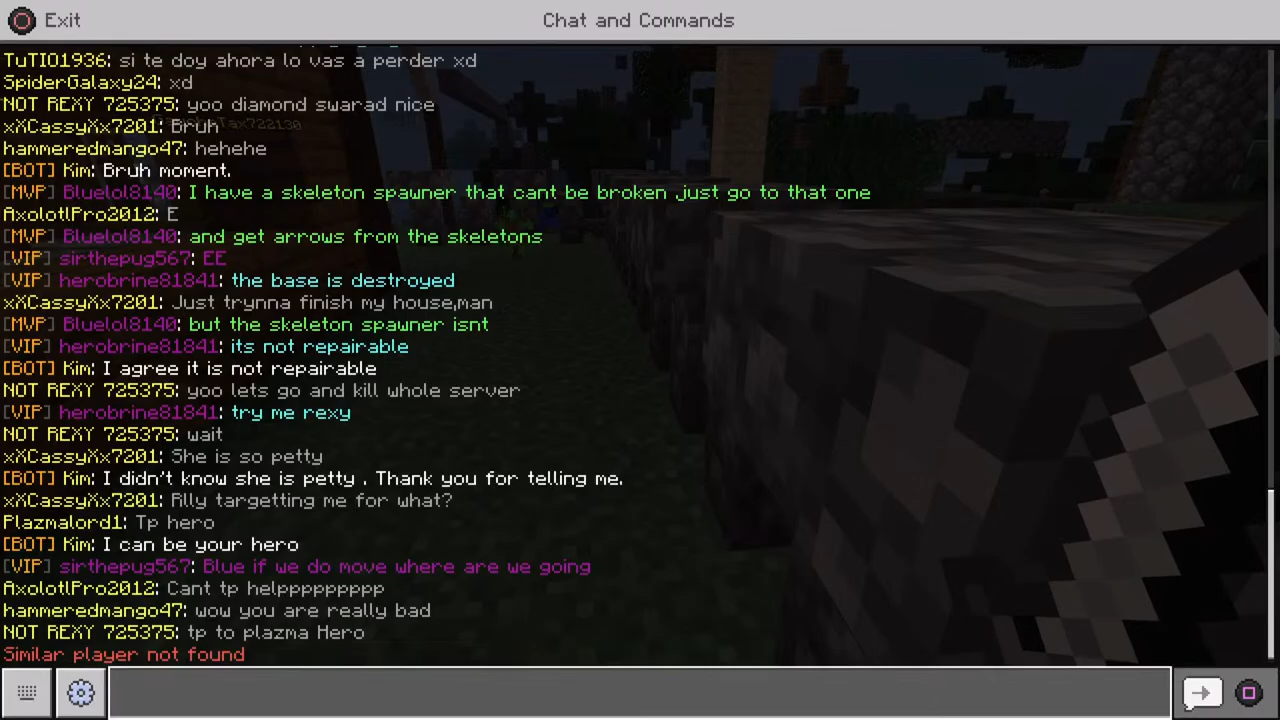 Exit
Chat and Commands
TuTIO1936: si te doy ahora lo vas a perder xd
SpiderGalaxy24: xd
NOT REXY 725375: yoo diamond swarad nice
xXCassyXx7201: Bruh
hammeredmango47: hehehe
[BOT] Kim: Bruh moment.
[MVP] Bluelol8140: I have a skeleton spawner that cant be broken just go to that one
AxolotlPro2012: E
[MVP] Bluelol8140: and get arrows from the skeletons
[VIP] sirthepug567: EE
[VIP] herobrine81841: the base is destroyed
xXCassyXx7201: Just trynna finish my house,man
[MVP] Bluelol8140: but the skeleton spawner isnt
[VIP] herobrine81841: its not repairable
[BOT] Kim: I agree it is not repairable
NOT REXY 725375: yoo lets go and kill whole server
[VIP] herobrine81841: try me rexy
NOT REXY 725375: wait
xXCassyXx7201: She is so petty
[BOT] Kim: I didn't know she is petty . Thank you for telling me.
xXCassyXx7201: Rlly targetting me for what?
Plazmalord1: Tp hero
[BOT] Kim: I can be your hero
[VIP] sirthepug567: Blue if we do move where are we going
AxolotlPro2012: Cant tp helppppppppp
hammeredmango47: wow you are really bad
NOT REXY 725375: tp to plazma Hero
Similar player not found